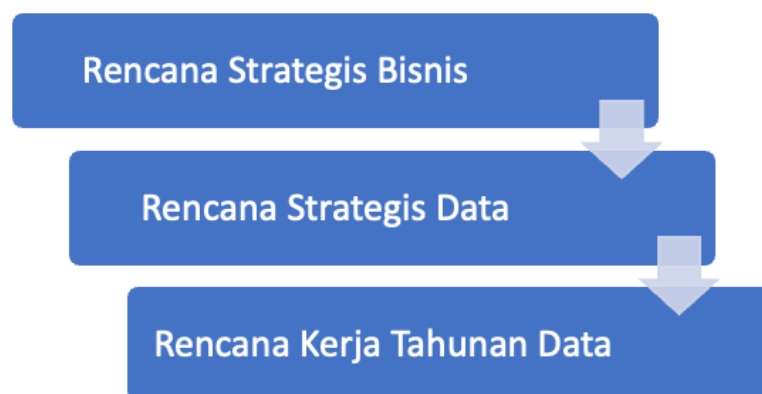 Rencana Strategis Bisnis
Rencana Strategis Data
Rencana Kerja Tahunan Data